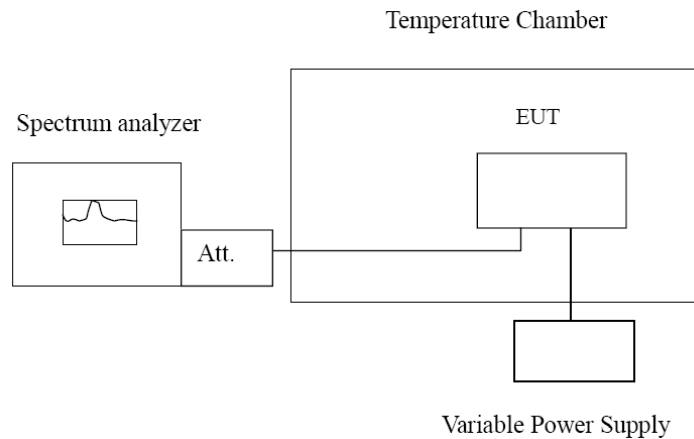 Temperature Chamber
Spectrum analyzer
EUT
Att.
Variable Power Supply